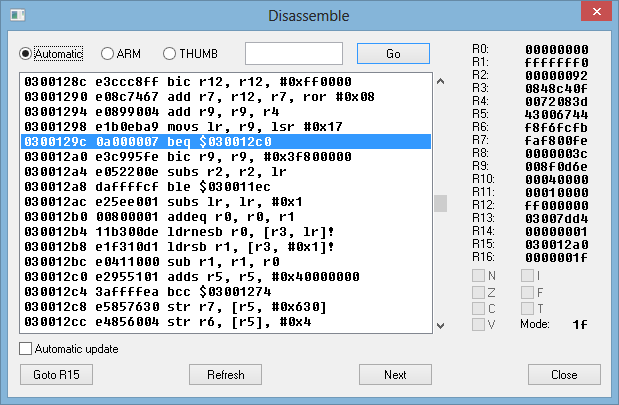 Disassemble
Automatic ARM THUMB Go
0300128c e3ccc8ff bic r12, r12, #0xff0000
03001290 e08c7467 add r7, r12, r7, ror #0x08
03001294 e0899004 add r9, r9, r4
03001298 e1b0eba9 movs lr, r9, lsr #0x17
0300129c 0a000007 beq $030012c0
030012a0 e3c995fe bic r9, r9, #0x3f800000
030012a4 e052200e subs r2, r2, lr
030012a8 daffffcf ble $030011ec
030012ac e25ee001 subs lr, lr, #0x1
030012b0 00800001 addeq r0, r0, r1
030012b4 11b300de ldrnesb r0, [r3, lr]!
030012b8 e1f310d1 ldrsb r1, [r3, #0x1]!
030012bc e0411000 sub r1, r1, r0
030012c0 e2955101 adds r5, r5, #0x40000000
030012c4 3affffea bcc $03001274
030012c8 e5857630 str r7, [r5, #0x630]
030012cc e4856004 str r6, [r5], #0x4
R0: 00000000
R1: fffffff0
R2: 00000092
R3: 0848c40f
R4: 0072083d
R5: 43006744
R6: f8f6fcfb
R7: faf800fe
R8: 0000003c
R9: 008f0d6e
R10: 00040000
R11: 00010000
R12: ff000000
R13: 03007dd4
R14: 00000001
R15: 030012a0
R16: 0000001f
N I
Z F
C T
V Mode: 1f
Automatic update
Goto R15 Refresh Next Close